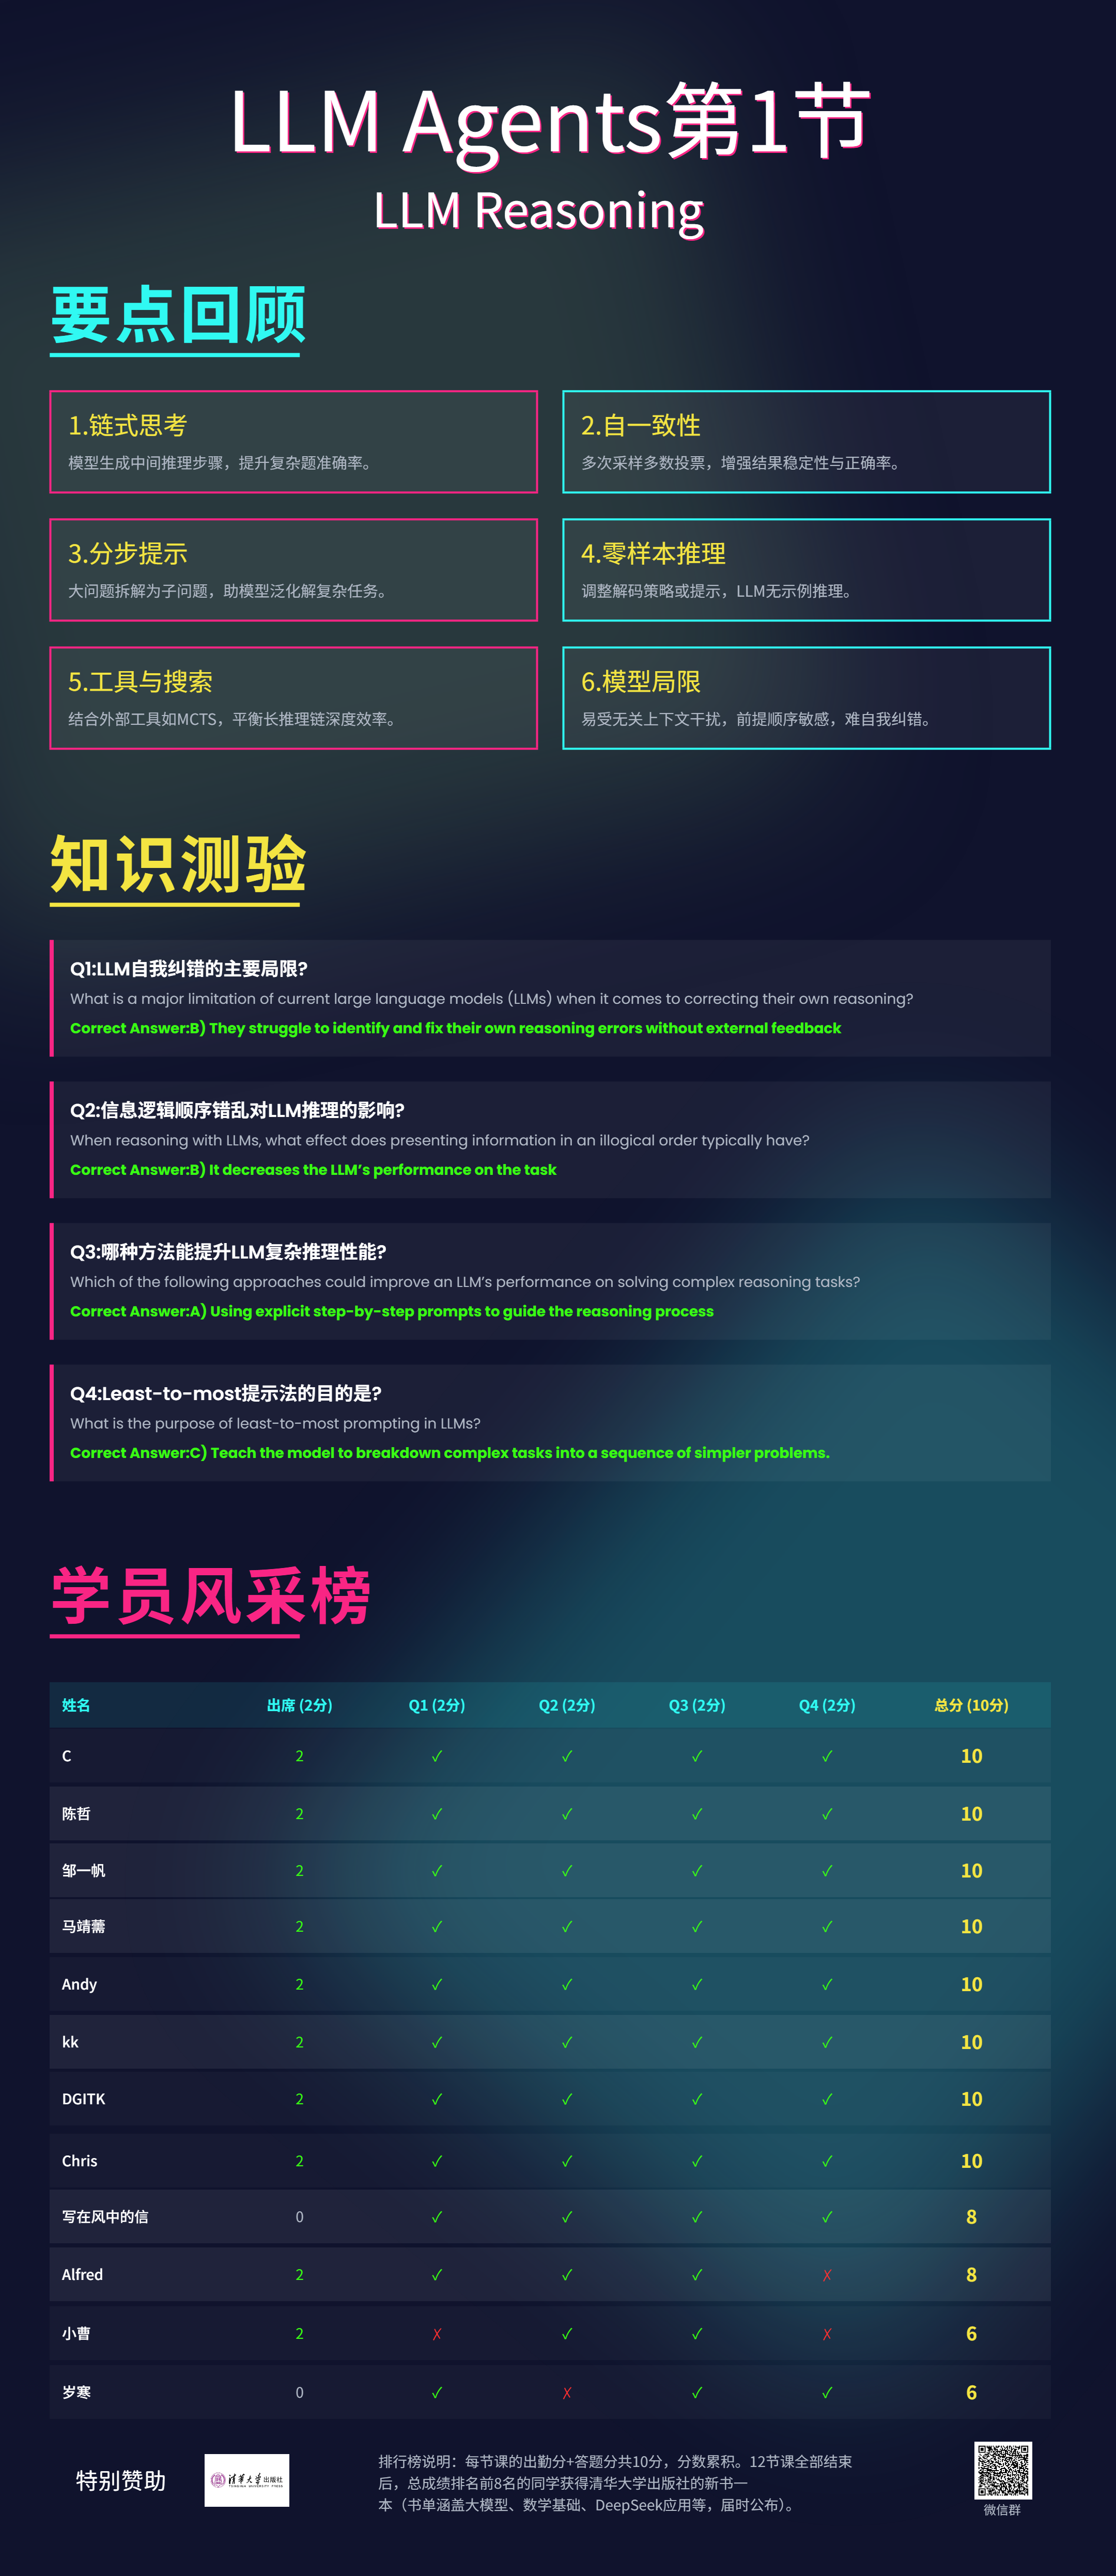 LLM Agents第1节
LLM Reasoning
要点回顾
1.链式思考
模型生成中间推理步骤，提升复杂题准确率。
2.自一致性
多次采样多数投票，增强结果稳定性与正确率。
3.分步提示
大问题拆解为子问题，助模型泛化解复杂任务。
4.零样本推理
调整解码策略或提示，LLM无示例推理。
5.工具与搜索
结合外部工具如MCTS，平衡长推理链深度效率。
6.模型局限
易受无关上下文干扰，前提顺序敏感，难自我纠错。
知识测验
Q1:LLM自我纠错的主要局限?
What is a major limitation of current large language models (LLMs) when it comes to correcting their own reasoning?
Correct Answer:B) They struggle to identify and fix their own reasoning errors without external feedback
Q2:信息逻辑顺序错乱对LLM推理的影响?
When reasoning with LLMs, what effect does presenting information in an illogical order typically have?
Correct Answer:B) It decreases the LLM’s performance on the task
Q3:哪种方法能提升LLM复杂推理性能?
Which of the following approaches could improve an LLM’s performance on solving complex reasoning tasks?
Correct Answer:A) Using explicit step-by-step prompts to guide the reasoning process
Q4:Least-to-most提示法的目的是?
What is the purpose of least-to-most prompting in LLMs?
Correct Answer:C) Teach the model to breakdown complex tasks into a sequence of simpler problems.
学员风采榜
姓名 出席 (2分) Q1 (2分) Q2 (2分) Q3 (2分) Q4 (2分) 总分 (10分)
C 2 ✓ ✓ ✓ ✓ 10
陈哲 2 ✓ ✓ ✓ ✓ 10
邹一帆 2 ✓ ✓ ✓ ✓ 10
马靖薷 2 ✓ ✓ ✓ ✓ 10
Andy 2 ✓ ✓ ✓ ✓ 10
kk 2 ✓ ✓ ✓ ✓ 10
DGITK 2 ✓ ✓ ✓ ✓ 10
Chris 2 ✓ ✓ ✓ ✓ 10
写在风中的信 0 ✓ ✓ ✓ ✓ 8
Alfred 2 ✓ ✓ ✓ ✗ 8
小曹 2 ✗ ✓ ✓ ✗ 6
岁寒 0 ✓ ✗ ✓ ✓ 6
特别赞助
清华大学出版社
TSINGHUA UNIVERSITY PRESS
排行榜说明：每节课的出勤分+答题分共10分，分数累积。12节课全部结束
后，总成绩排名前8名的同学获得清华大学出版社的新书一
本（书单涵盖大模型、数学基础、DeepSeek应用等，届时公布）。
微信群